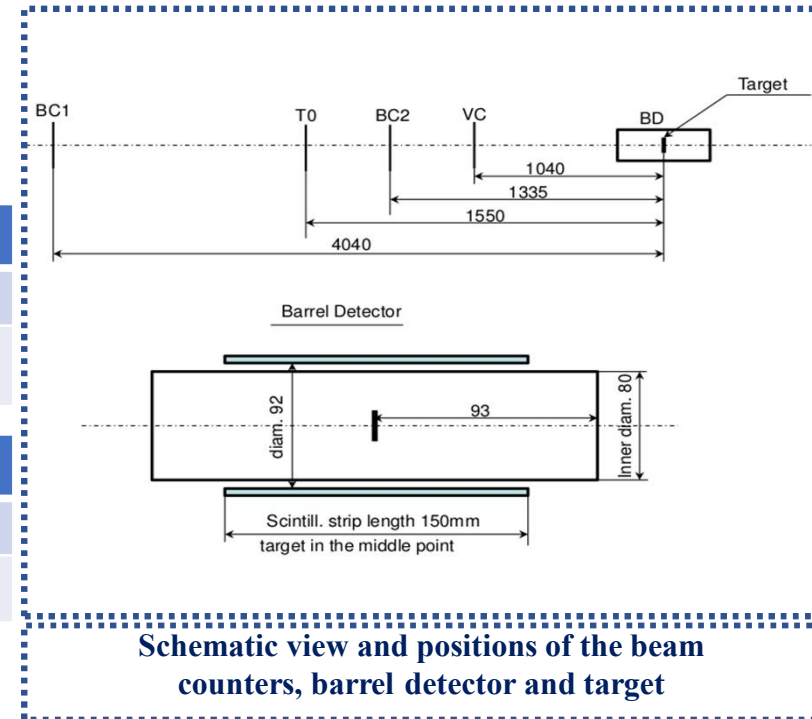 Target
BC1
T0
BC2
VC
BD
1040
1335
1550
4040
Barrel Detector
diam. 92
93
Inner diam. 80
Scintill. strip length 150mm
target in the middle point
Schematic view and positions of the beam
counters, barrel detector and target